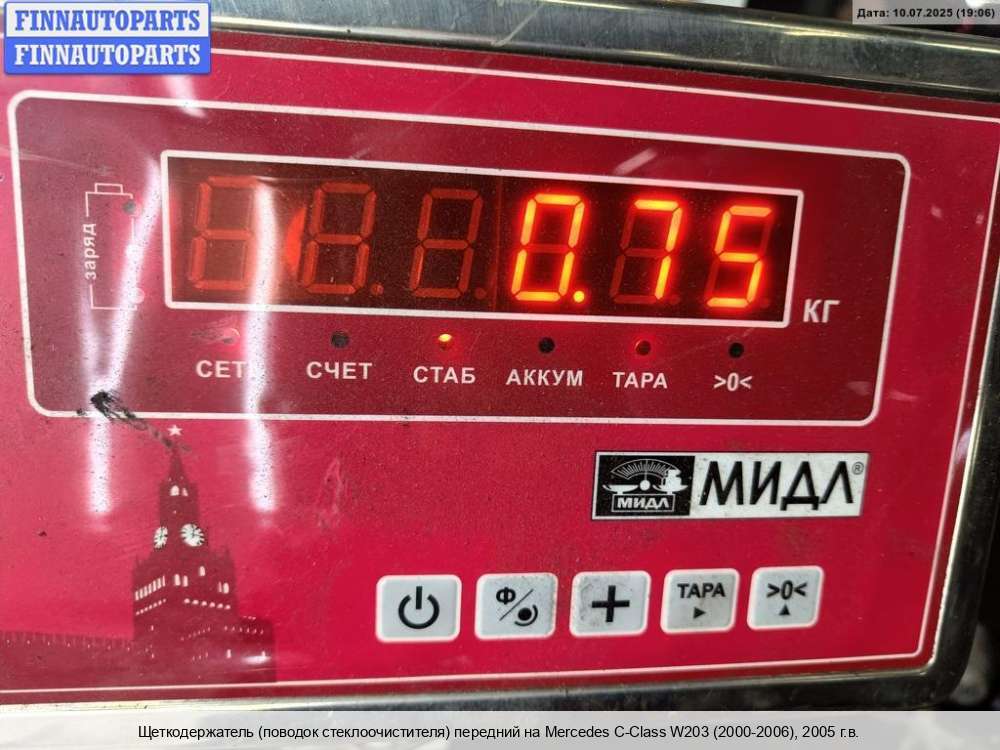 FINNAUTOPARTS
FINNAUTOPARTS
Дата: 10.07.2025 (19:06)
заряд
0.75
КГ
СЕТЬ СЧЕТ СТАБ АККУМ ТАРА >0<
МИДЛ МИДЛ®
Ф ТАРА >0<
Щеткодержатель (поводок стеклоочистителя) передний на Mercedes C-Class W203 (2000-2006), 2005 г.в.